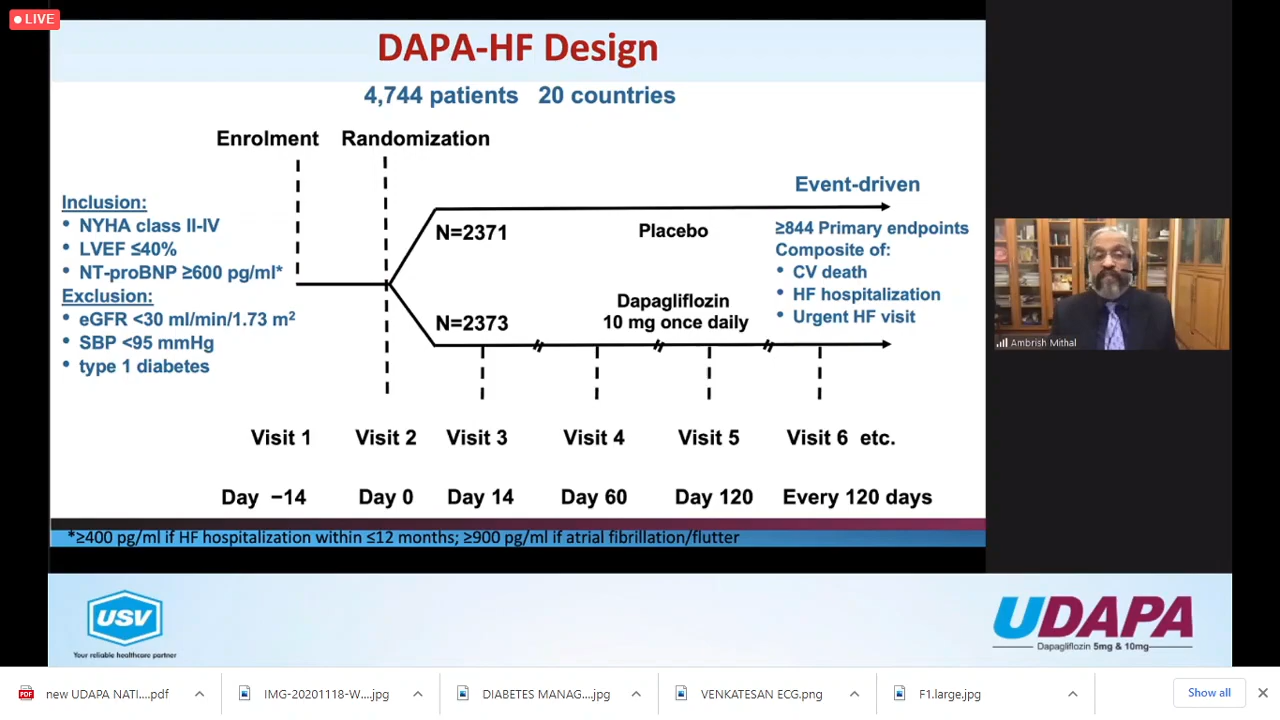 LIVE
DAPA-HF Design
4,744 patients 20 countries
Enrolment Randomization
Inclusion:
• NYHA class II-IV
• LVEF ≤40%
• NT-proBNP ≥600 pg/ml*
Exclusion:
• eGFR <30 ml/min/1.73 m²
• SBP <95 mmHg
• type 1 diabetes
N=2371
Placebo
N=2373
Dapagliflozin
10 mg once daily
Event-driven
≥844 Primary endpoints
Composite of:
• CV death
• HF hospitalization
• Urgent HF visit
Visit 1 Visit 2 Visit 3 Visit 4 Visit 5 Visit 6 etc.
Day −14 Day 0 Day 14 Day 60 Day 120 Every 120 days
*≥400 pg/ml if HF hospitalization within ≤12 months; ≥900 pg/ml if atrial fibrillation/flutter
Ambrish Mithal
USV
Your reliable healthcare partner
UDAPA
Dapagliflozin 5mg & 10mg
PDF
new UDAPA NATI....pdf
IMG-20201118-W....jpg
DIABETES MANAG....jpg
VENKATESAN ECG.png
F1.large.jpg
Show all